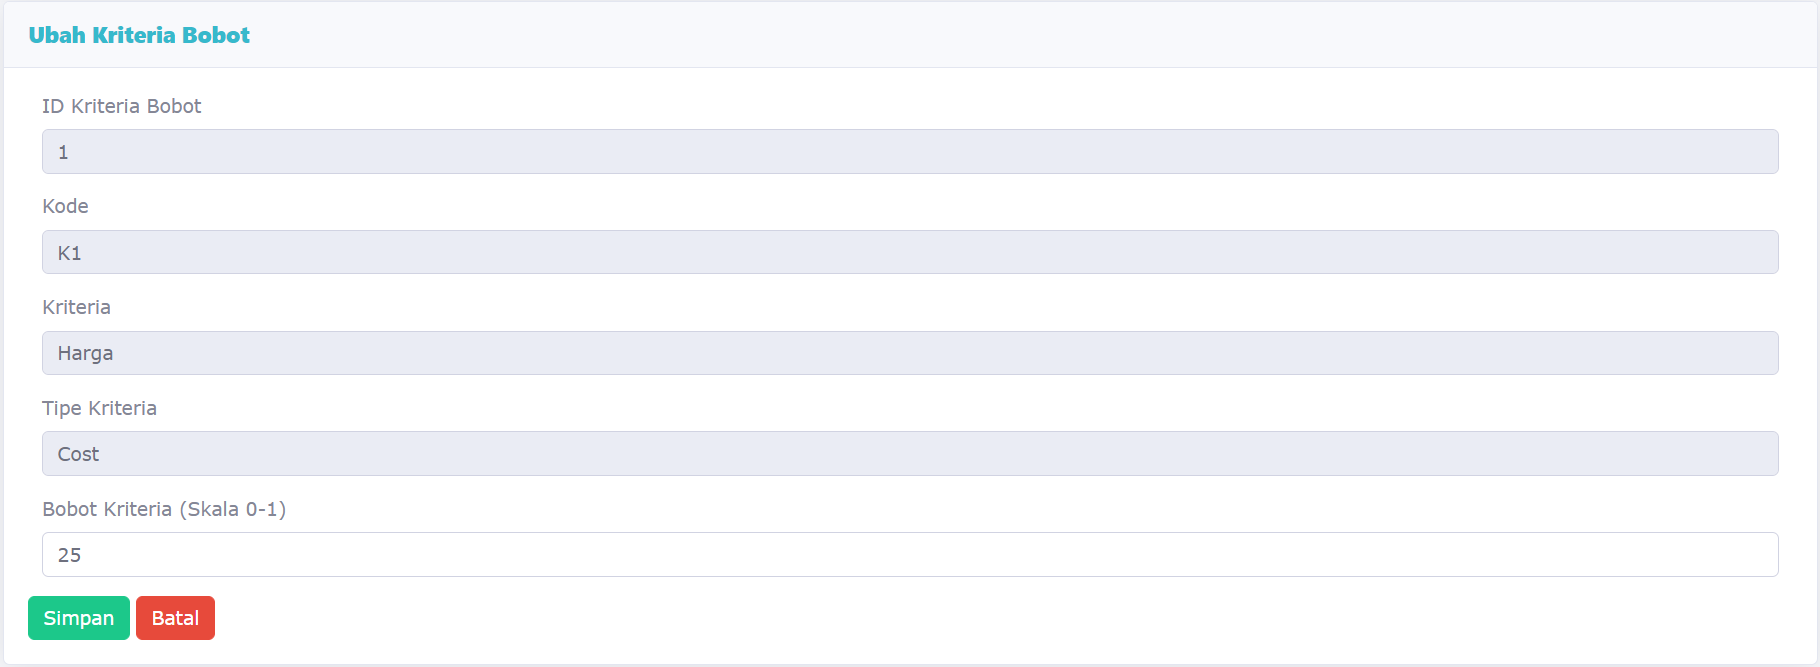 Ubah Kriteria Bobot
ID Kriteria Bobot
1
Kode
K1
Kriteria
Harga
Tipe Kriteria
Cost
Bobot Kriteria (Skala 0-1)
25
Simpan Batal